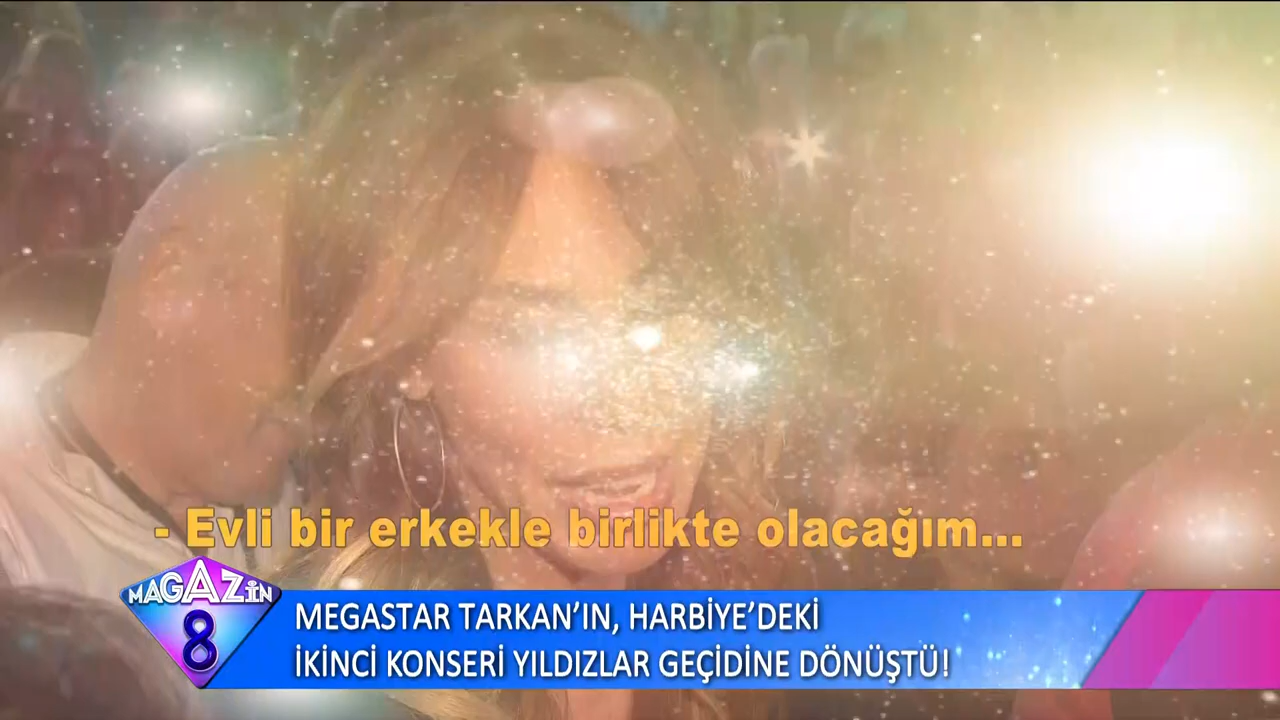 - Evli bir erkekle birlikte olacağım...
MAGAZİN
8
MEGASTAR TARKAN'IN, HARBİYE'DEKİ
İKİNCİ KONSERİ YILDIZLAR GEÇİDİNE DÖNÜŞTÜ!